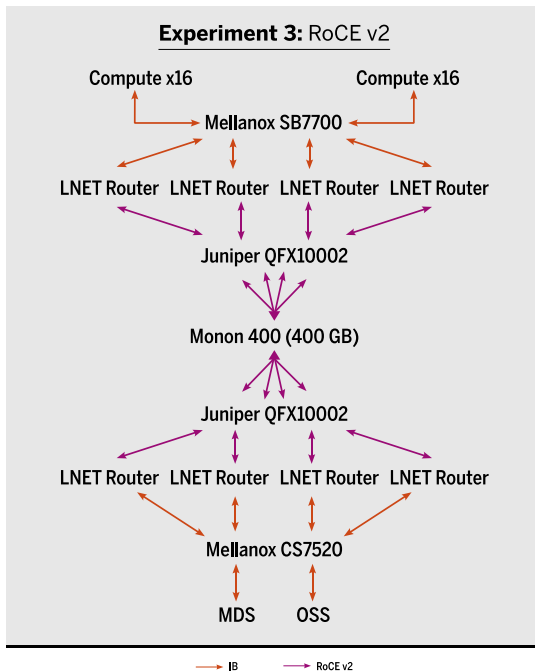 Experiment 3: RoCE v2
Compute x16 Compute x16
Mellanox SB7700
LNET Router LNET Router LNET Router LNET Router
Juniper QFX10002
Monon 400 (400 GB)
Juniper QFX10002
LNET Router LNET Router LNET Router LNET Router
Mellanox CS7520
MDS OSS
IB RoCE v2